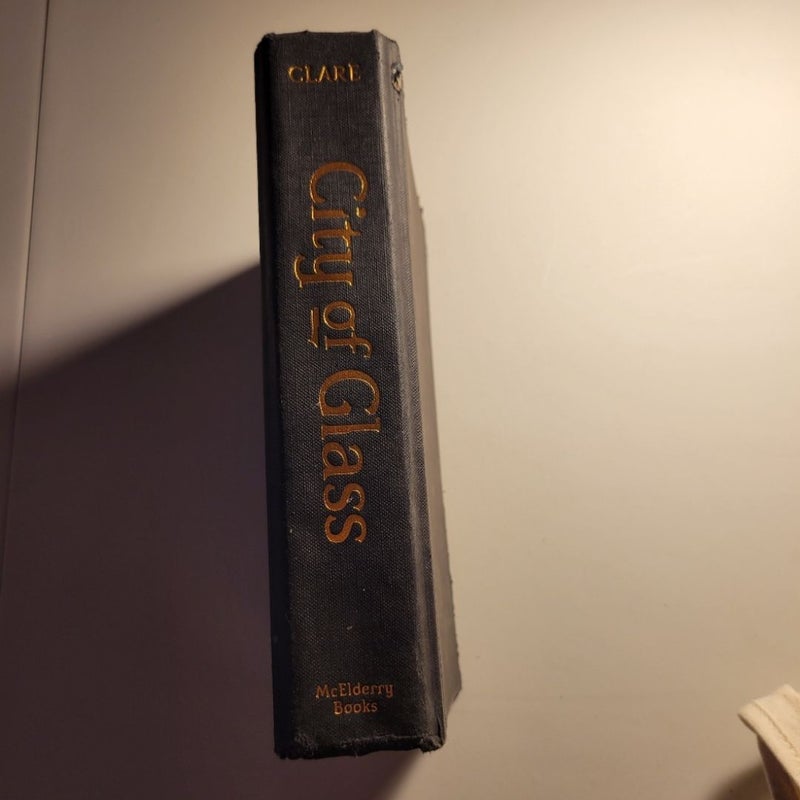 CLARE
City of Glass
McElderry
Books